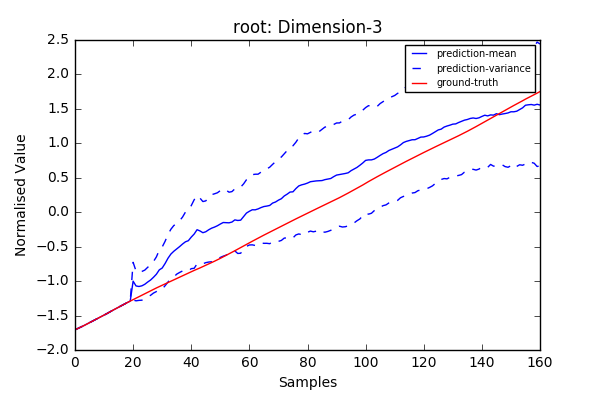 root: Dimension-3
2.5
2.0
1.5
1.0
0.5
0.0
−0.5
−1.0
−1.5
−2.0
Normalised Value
prediction-mean
prediction-variance
ground-truth
0 20 40 60 80 100 120 140 160
Samples